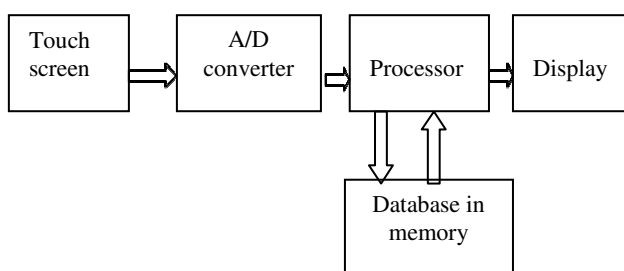 Touch
screen
A/D
converter
Processor
Display
Database in
memory